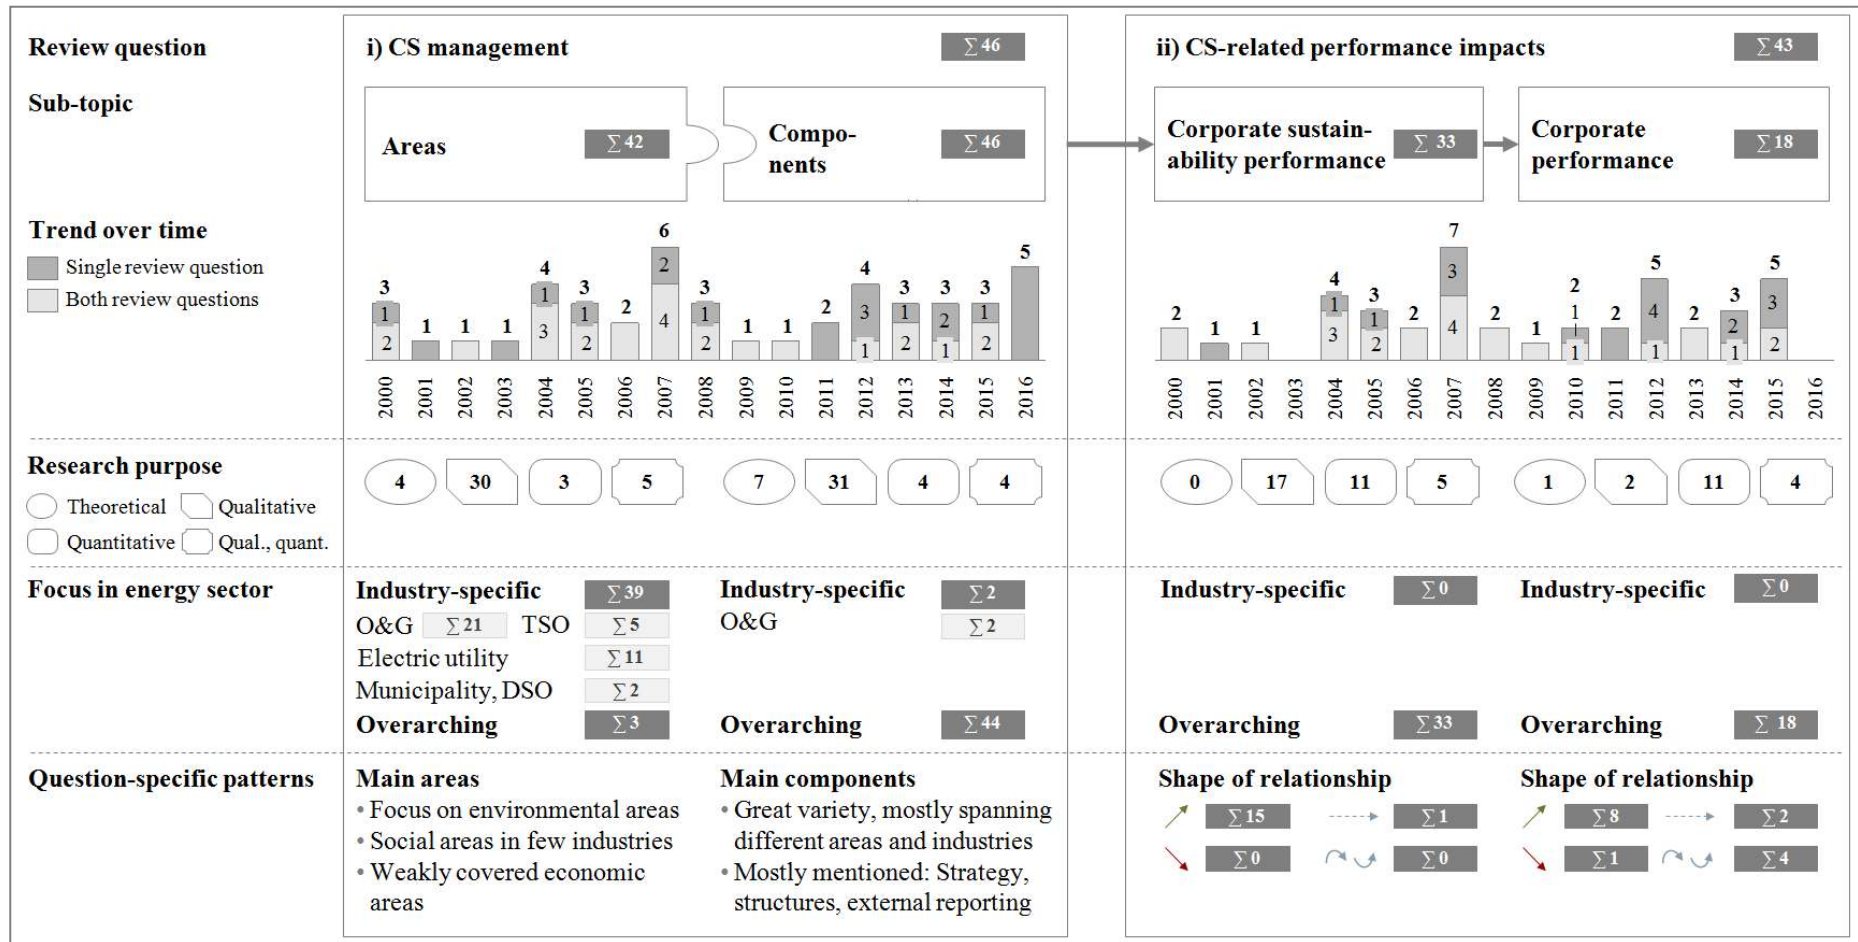 Review question
i) CS management
∑ 46
ii) CS-related performance impacts
∑ 43
Sub-topic
Areas
∑ 42
Compo-
nents
∑ 46
Corporate sustain-
ability performance
∑ 33
Corporate
performance
∑ 18
Trend over time
Single review question
Both review questions
3 1 1 1 4 3 2 6 3 1 1 2 4 3 3 3 5
1 1 1 2 1 3 1 2 1
2 3 2 4 2 1 2 1 2
2000 2001 2002 2003 2004 2005 2006 2007 2008 2009 2010 2011 2012 2013 2014 2015 2016
2 1 1 4 3 2 7 2 1 2 2 5 2 3 5
1 1 3 1 4 2 3
3 2 4 1 1 1 2
2000 2001 2002 2003 2004 2005 2006 2007 2008 2009 2010 2011 2012 2013 2014 2015 2016
Research purpose
Theoretical Qualitative
Quantitative Qual., quant.
4 30 3 5
7 31 4 4
0 17 11 5
1 2 11 4
Focus in energy sector
Industry-specific ∑ 39
O&G ∑ 21 TSO ∑ 5
Electric utility ∑ 11
Municipality, DSO ∑ 2
Overarching ∑ 3
Industry-specific ∑ 2
O&G ∑ 2
Overarching ∑ 44
Industry-specific ∑ 0
Overarching ∑ 33
Industry-specific ∑ 0
Overarching ∑ 18
Question-specific patterns
Main areas
• Focus on environmental areas
• Social areas in few industries
• Weakly covered economic
areas
Main components
• Great variety, mostly spanning
different areas and industries
• Mostly mentioned: Strategy,
structures, external reporting
Shape of relationship
∑ 15 ∑ 1
∑ 0 ∑ 0
Shape of relationship
∑ 8 ∑ 2
∑ 1 ∑ 4